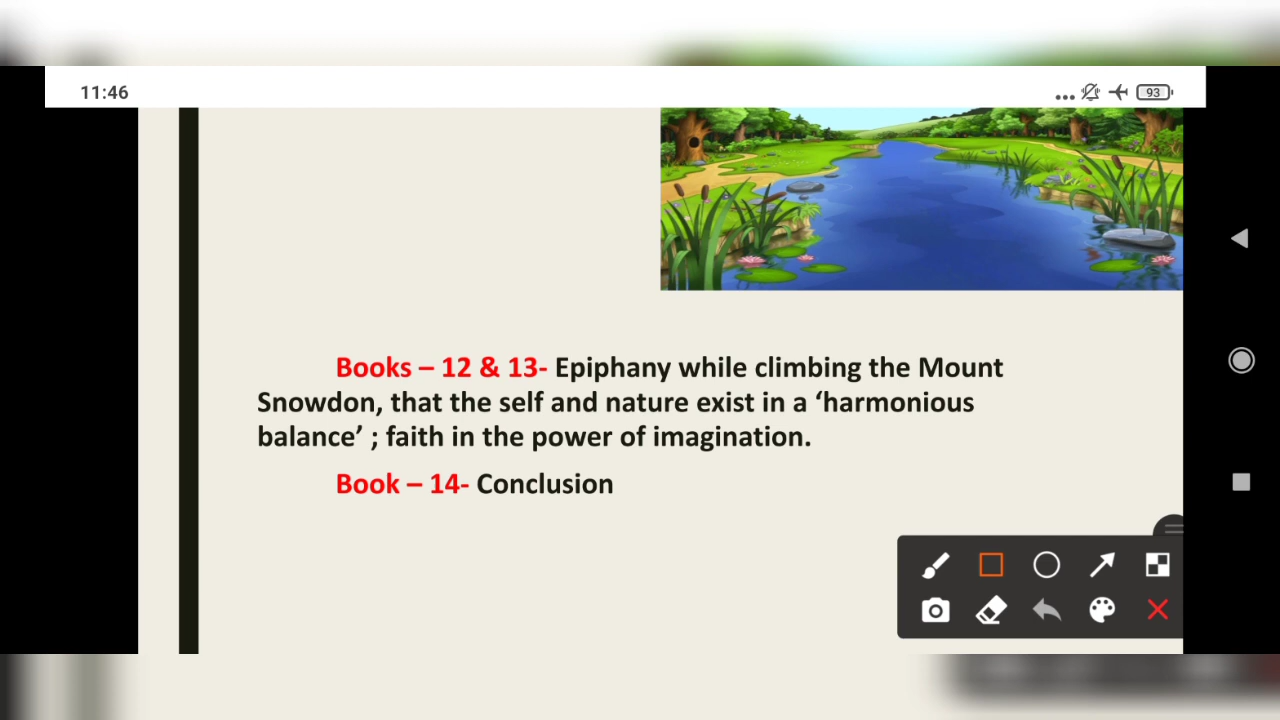 11:46
93
Books – 12 & 13- Epiphany while climbing the Mount
Snowdon, that the self and nature exist in a ‘harmonious
balance’ ; faith in the power of imagination.
Book – 14- Conclusion